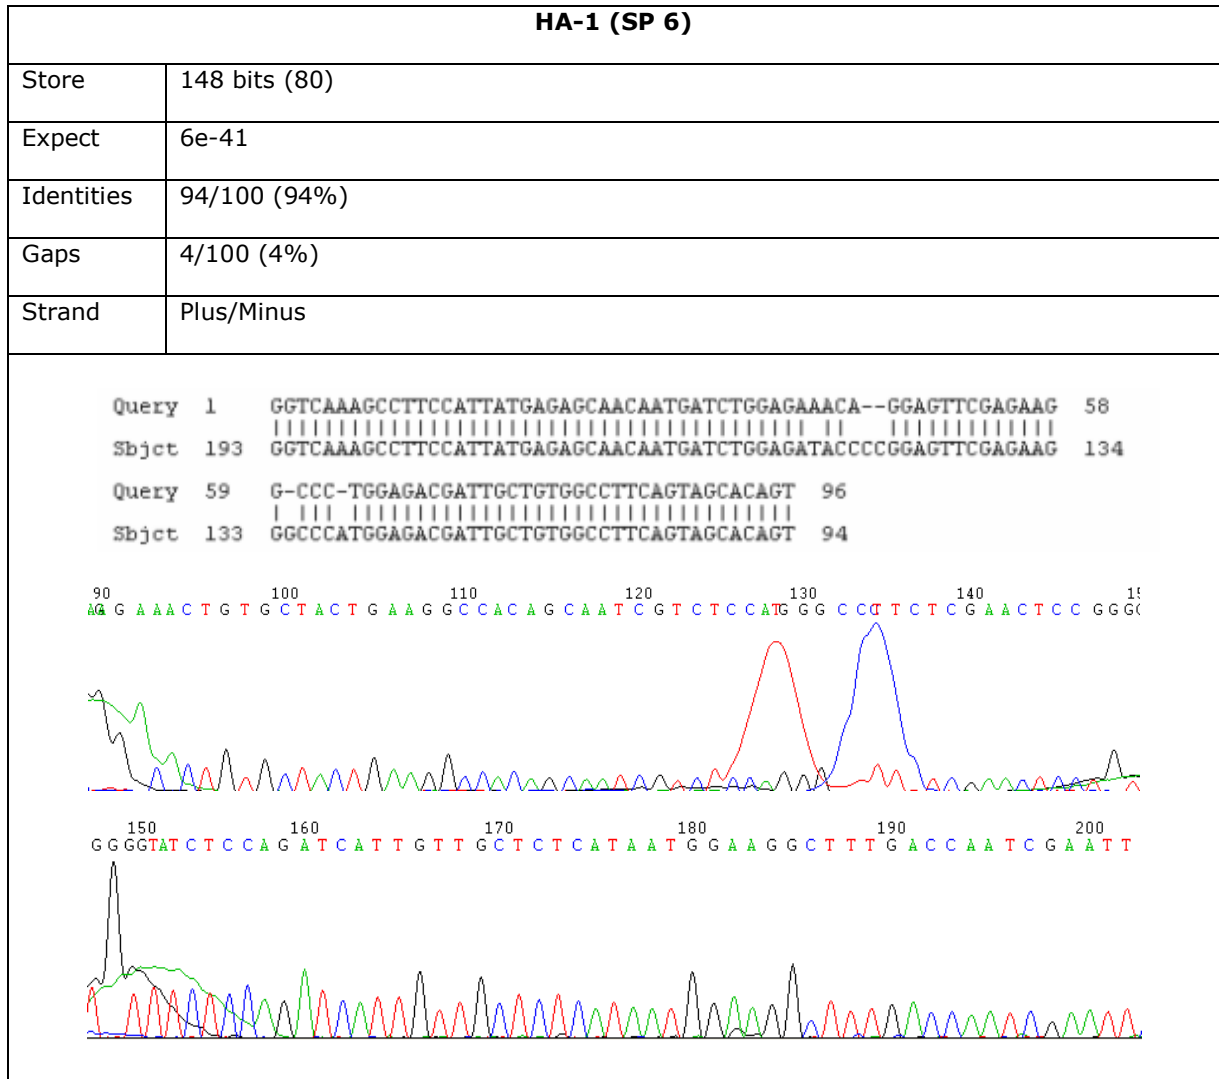 HA-1 (SP 6)
Store 148 bits (80)
Expect 6e-41
Identities 94/100 (94%)
Gaps 4/100 (4%)
Strand Plus/Minus
Query 1 GGTCAAAGCCTTCCATTATGAGAGCAACAATGATCTGGAGAAACA--GGAGTTCGAGAAG 58
Sbjct 193 GGTCAAAGCCTTCCATTATGAGAGCAACAATGATCTGGAGATACCCCGGAGTTCGAGAAG 134
Query 59 G-CCC-TGGAGACGATTGCTGTGGCCTTCAGTAGCACAGT 96
Sbjct 133 GGCCCATGGAGACGATTGCTGTGGCCTTCAGTAGCACAGT 94
90 100 110 120 130 140 15
A G A A A C T G T G C T A C T G A A G G C C A C A G C A A T C G T C T C C A T G G G C C C T T C T C G A A C T C C G G G
150 160 170 180 190 200
G G G G T A T C T C C A G A T C A T T G T T G C T C T C A T A A T G G A A G G C T T T G A C C A A T C G A A T T